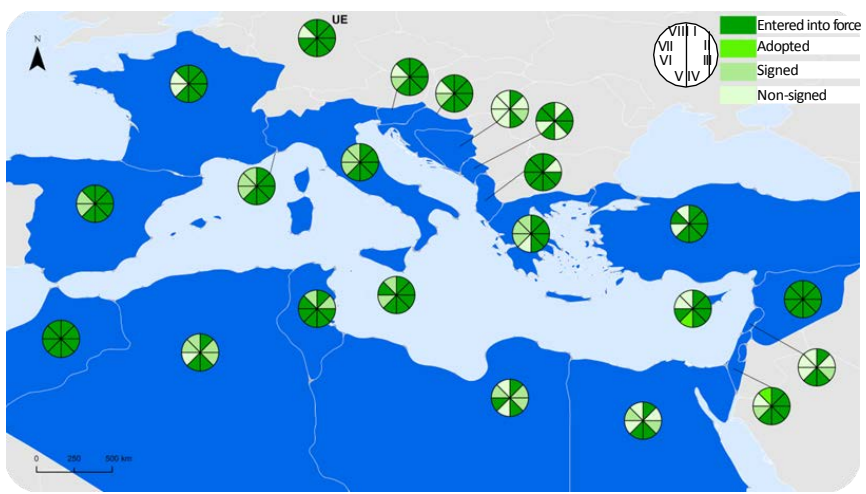 UE
N
VIII I
VII II
VI III
V IV
Entered into force
Adopted
Signed
Non-signed
0 250 500 km